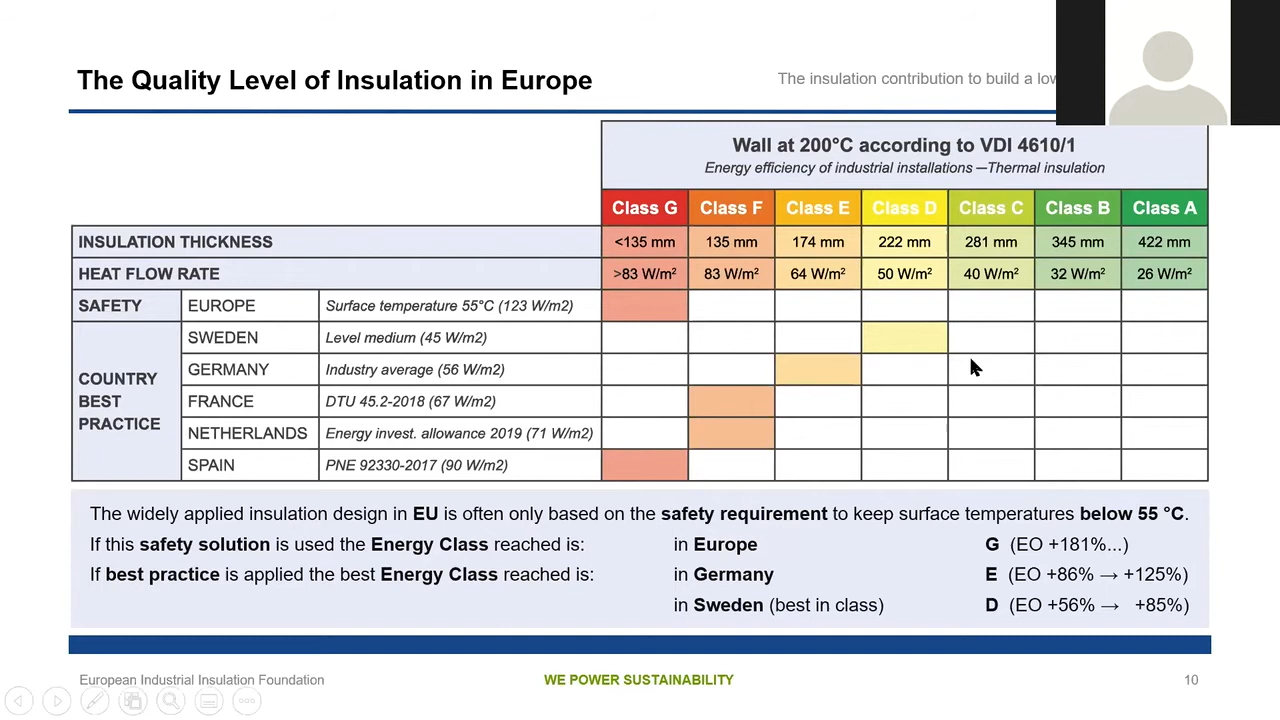 The Quality Level of Insulation in Europe
The insulation contribution to build a low
Wall at 200°C according to VDI 4610/1
Energy efficiency of industrial installations —Thermal insulation
Class G Class F Class E Class D Class C Class B Class A
INSULATION THICKNESS <135 mm 135 mm 174 mm 222 mm 281 mm 345 mm 422 mm
HEAT FLOW RATE >83 W/m² 83 W/m² 64 W/m² 50 W/m² 40 W/m² 32 W/m² 26 W/m²
SAFETY EUROPE Surface temperature 55°C (123 W/m2)
COUNTRY BEST PRACTICE
SWEDEN Level medium (45 W/m2)
GERMANY Industry average (56 W/m2)
FRANCE DTU 45.2-2018 (67 W/m2)
NETHERLANDS Energy invest. allowance 2019 (71 W/m2)
SPAIN PNE 92330-2017 (90 W/m2)
The widely applied insulation design in EU is often only based on the safety requirement to keep surface temperatures below 55 °C.
If this safety solution is used the Energy Class reached is: in Europe G (EO +181%...)
If best practice is applied the best Energy Class reached is: in Germany E (EO +86% → +125%)
in Sweden (best in class) D (EO +56% → +85%)
European Industrial Insulation Foundation WE POWER SUSTAINABILITY 10